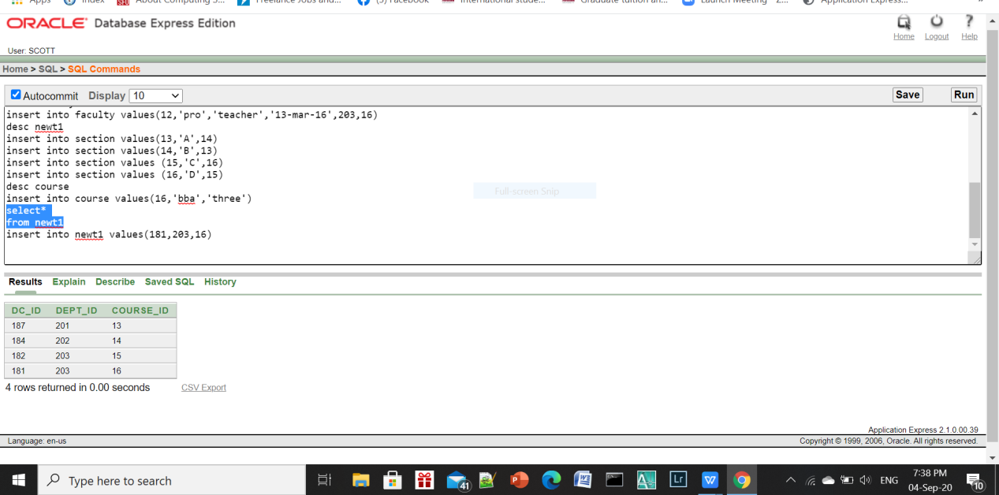 Apps
Index
About Computing S...
Freelance Jobs and...
(3) Facebook
International stude...
Graduate tuition an...
Launch Meeting - Z...
Application Express...
ORACLE Database Express Edition
Home Logout Help
User: SCOTT
Home > SQL > SQL Commands
Autocommit Display 10 Save Run
insert into faculty values(12,'pro','teacher','13-mar-16',203,16)
desc newt1
insert into section values(13,'A',14)
insert into section values(14,'B',13)
insert into section values (15,'C',16)
insert into section values (16,'D',15)
desc course
Full-screen Snip
insert into course values(16,'bba','three')
select*
from newt1
insert into newt1 values(181,203,16)
Results Explain Describe Saved SQL History
DC_ID DEPT_ID COURSE_ID
187 201 13
184 202 14
182 203 15
181 203 16
4 rows returned in 0.00 seconds CSV Export
Application Express 2.1.0.00.39
Language: en-us Copyright © 1999, 2006, Oracle. All rights reserved.
Type here to search
41
Lr
W
ENG
7:38 PM
04-Sep-20
10